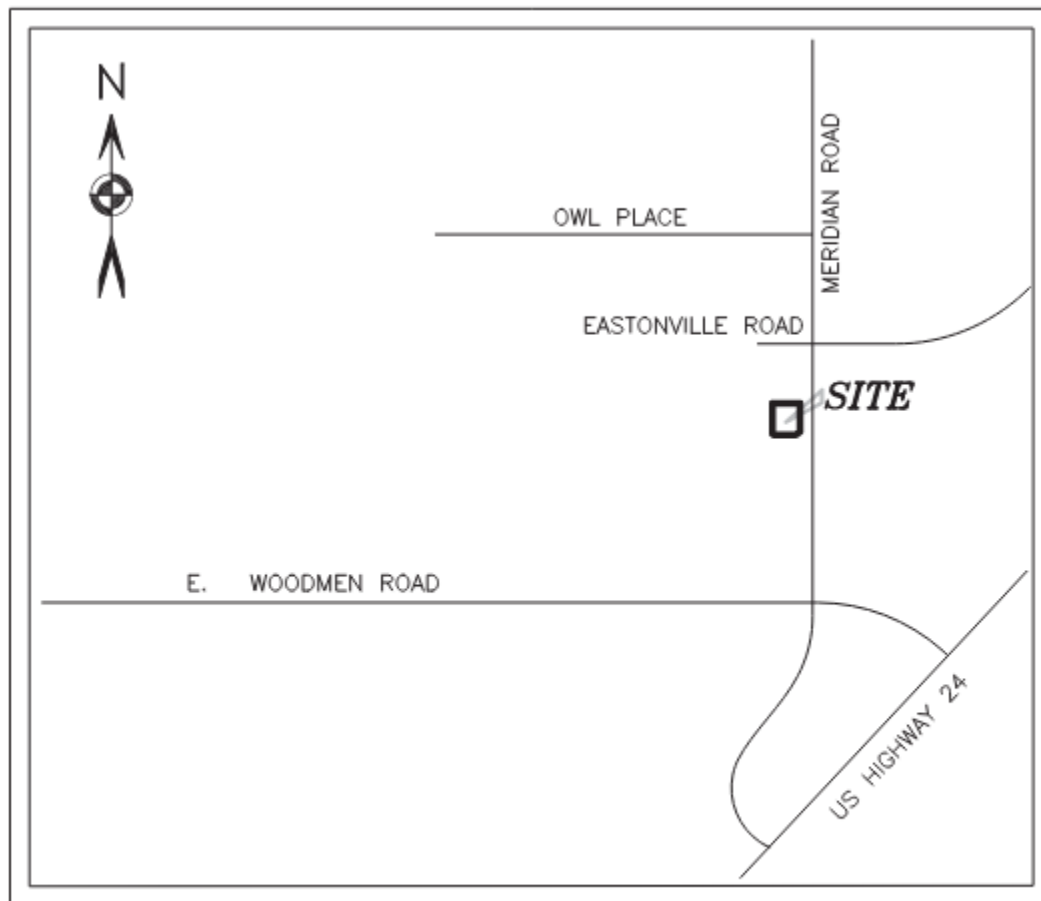 N
OWL PLACE
MERIDIAN ROAD
EASTONVILLE ROAD
SITE
E. WOODMEN ROAD
US HIGHWAY 24